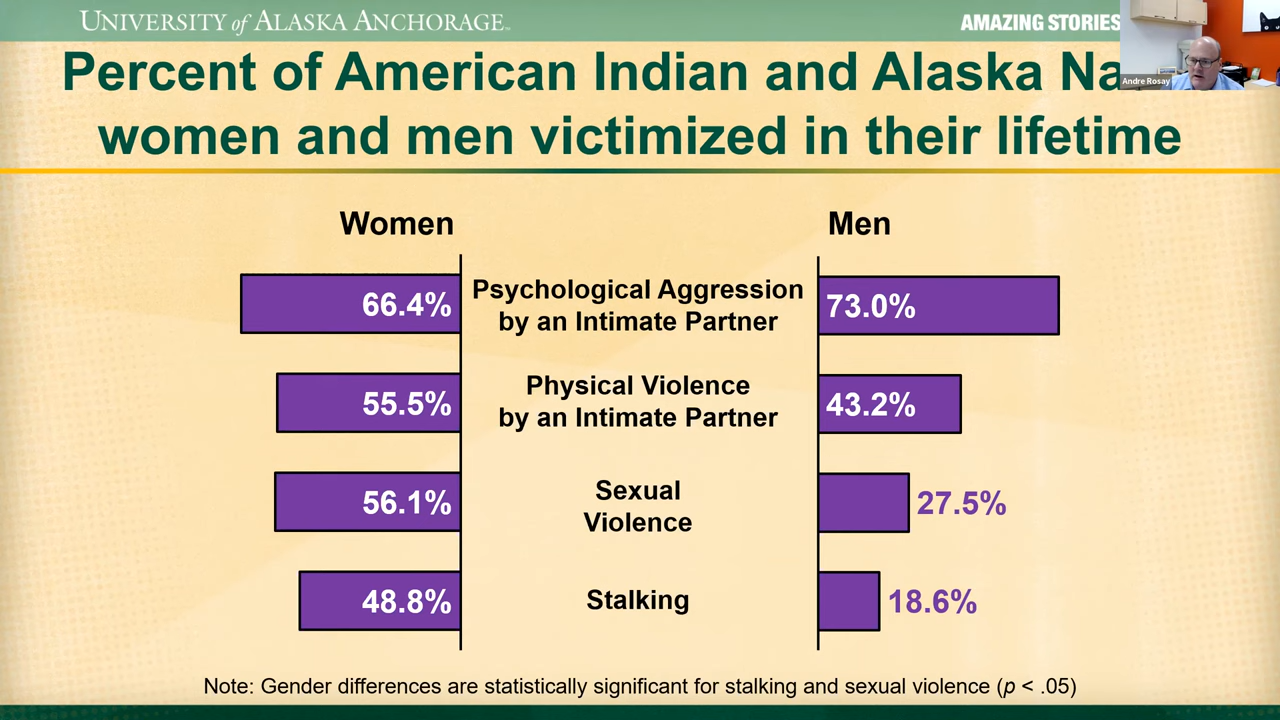 UNIVERSITY of ALASKA ANCHORAGE™
AMAZING STORIES
Andre Rosay
Percent of American Indian and Alaska Na
women and men victimized in their lifetime
Women
Men
66.4%
Psychological Aggression
by an Intimate Partner
73.0%
55.5%
Physical Violence
by an Intimate Partner
43.2%
56.1%
Sexual
Violence
27.5%
48.8%
Stalking
18.6%
Note: Gender differences are statistically significant for stalking and sexual violence (p < .05)